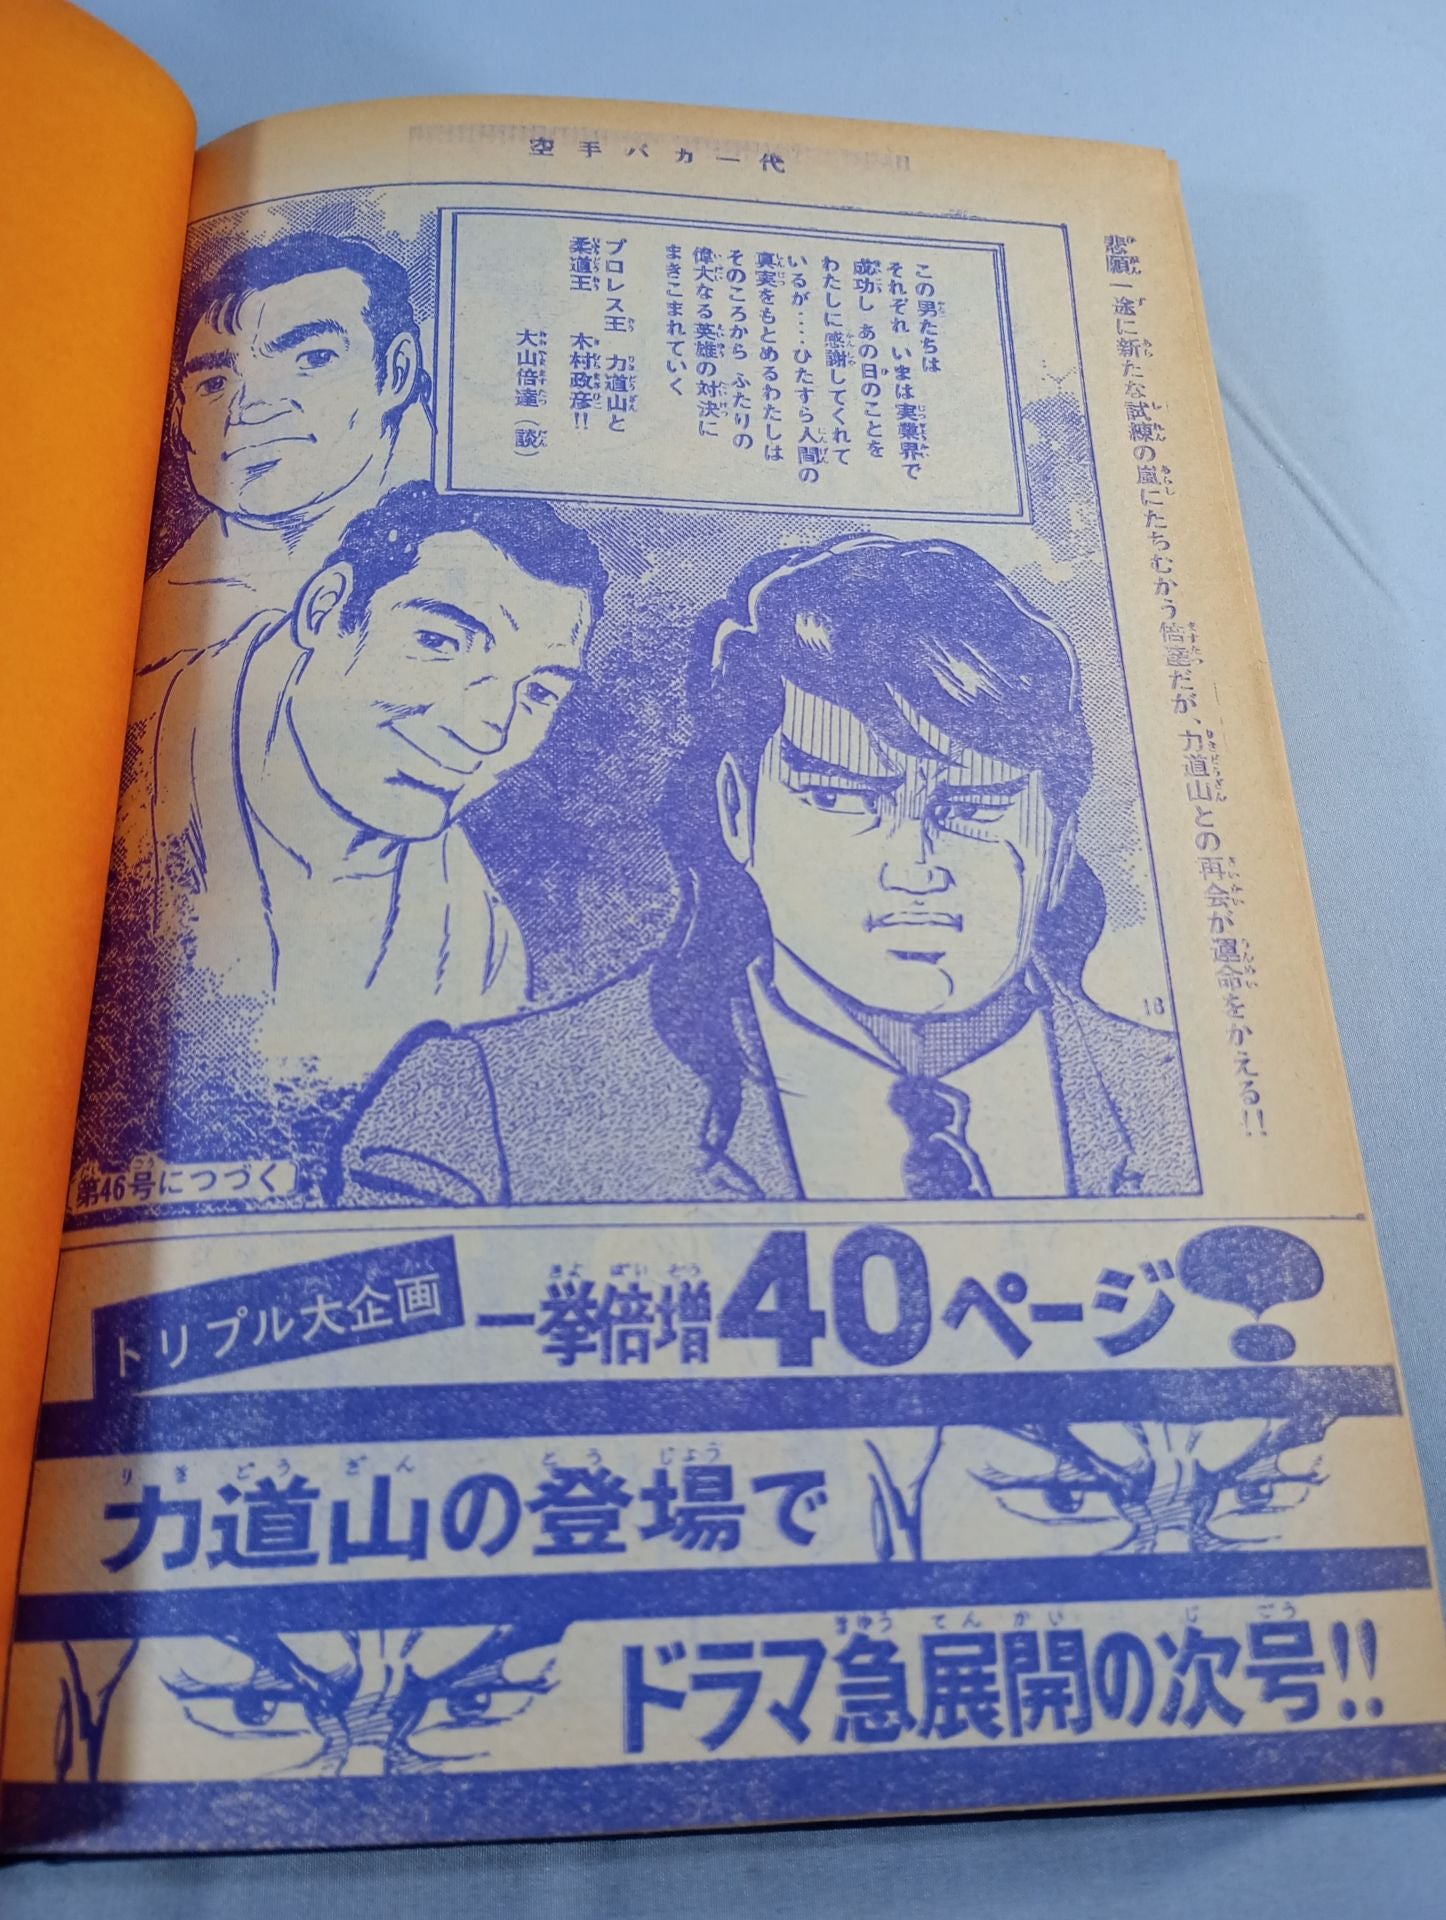 空手バカ一代
悲願一途に新たな試練の嵐にたちむかう倍達だが、力道山との再会が運命をかえる!!
この男たちは
それぞれ いまは実業界で
成功し あの日のことを
わたしに感謝してくれて
いるが…ひたすら人間の
真実をもとめるわたしは
そのころから ふたりの
偉大なる英雄の対決に
まきこまれていく
プロレス王 力道山と
柔道王 木村政彦!!
大山倍達(談)
16
第46号につづく
トリプル大企画
一挙倍増40ページ!
力道山の登場で
ドラマ急展開の次号!!